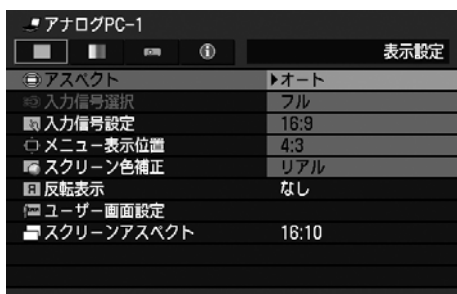 アナログPC-1
表示設定
アスペクト ▶オート
入力信号選択 フル
入力信号設定 16:9
メニュー表示位置 4:3
スクリーン色補正 リアル
反転表示 なし
ユーザー画面設定
スクリーンアスペクト 16:10